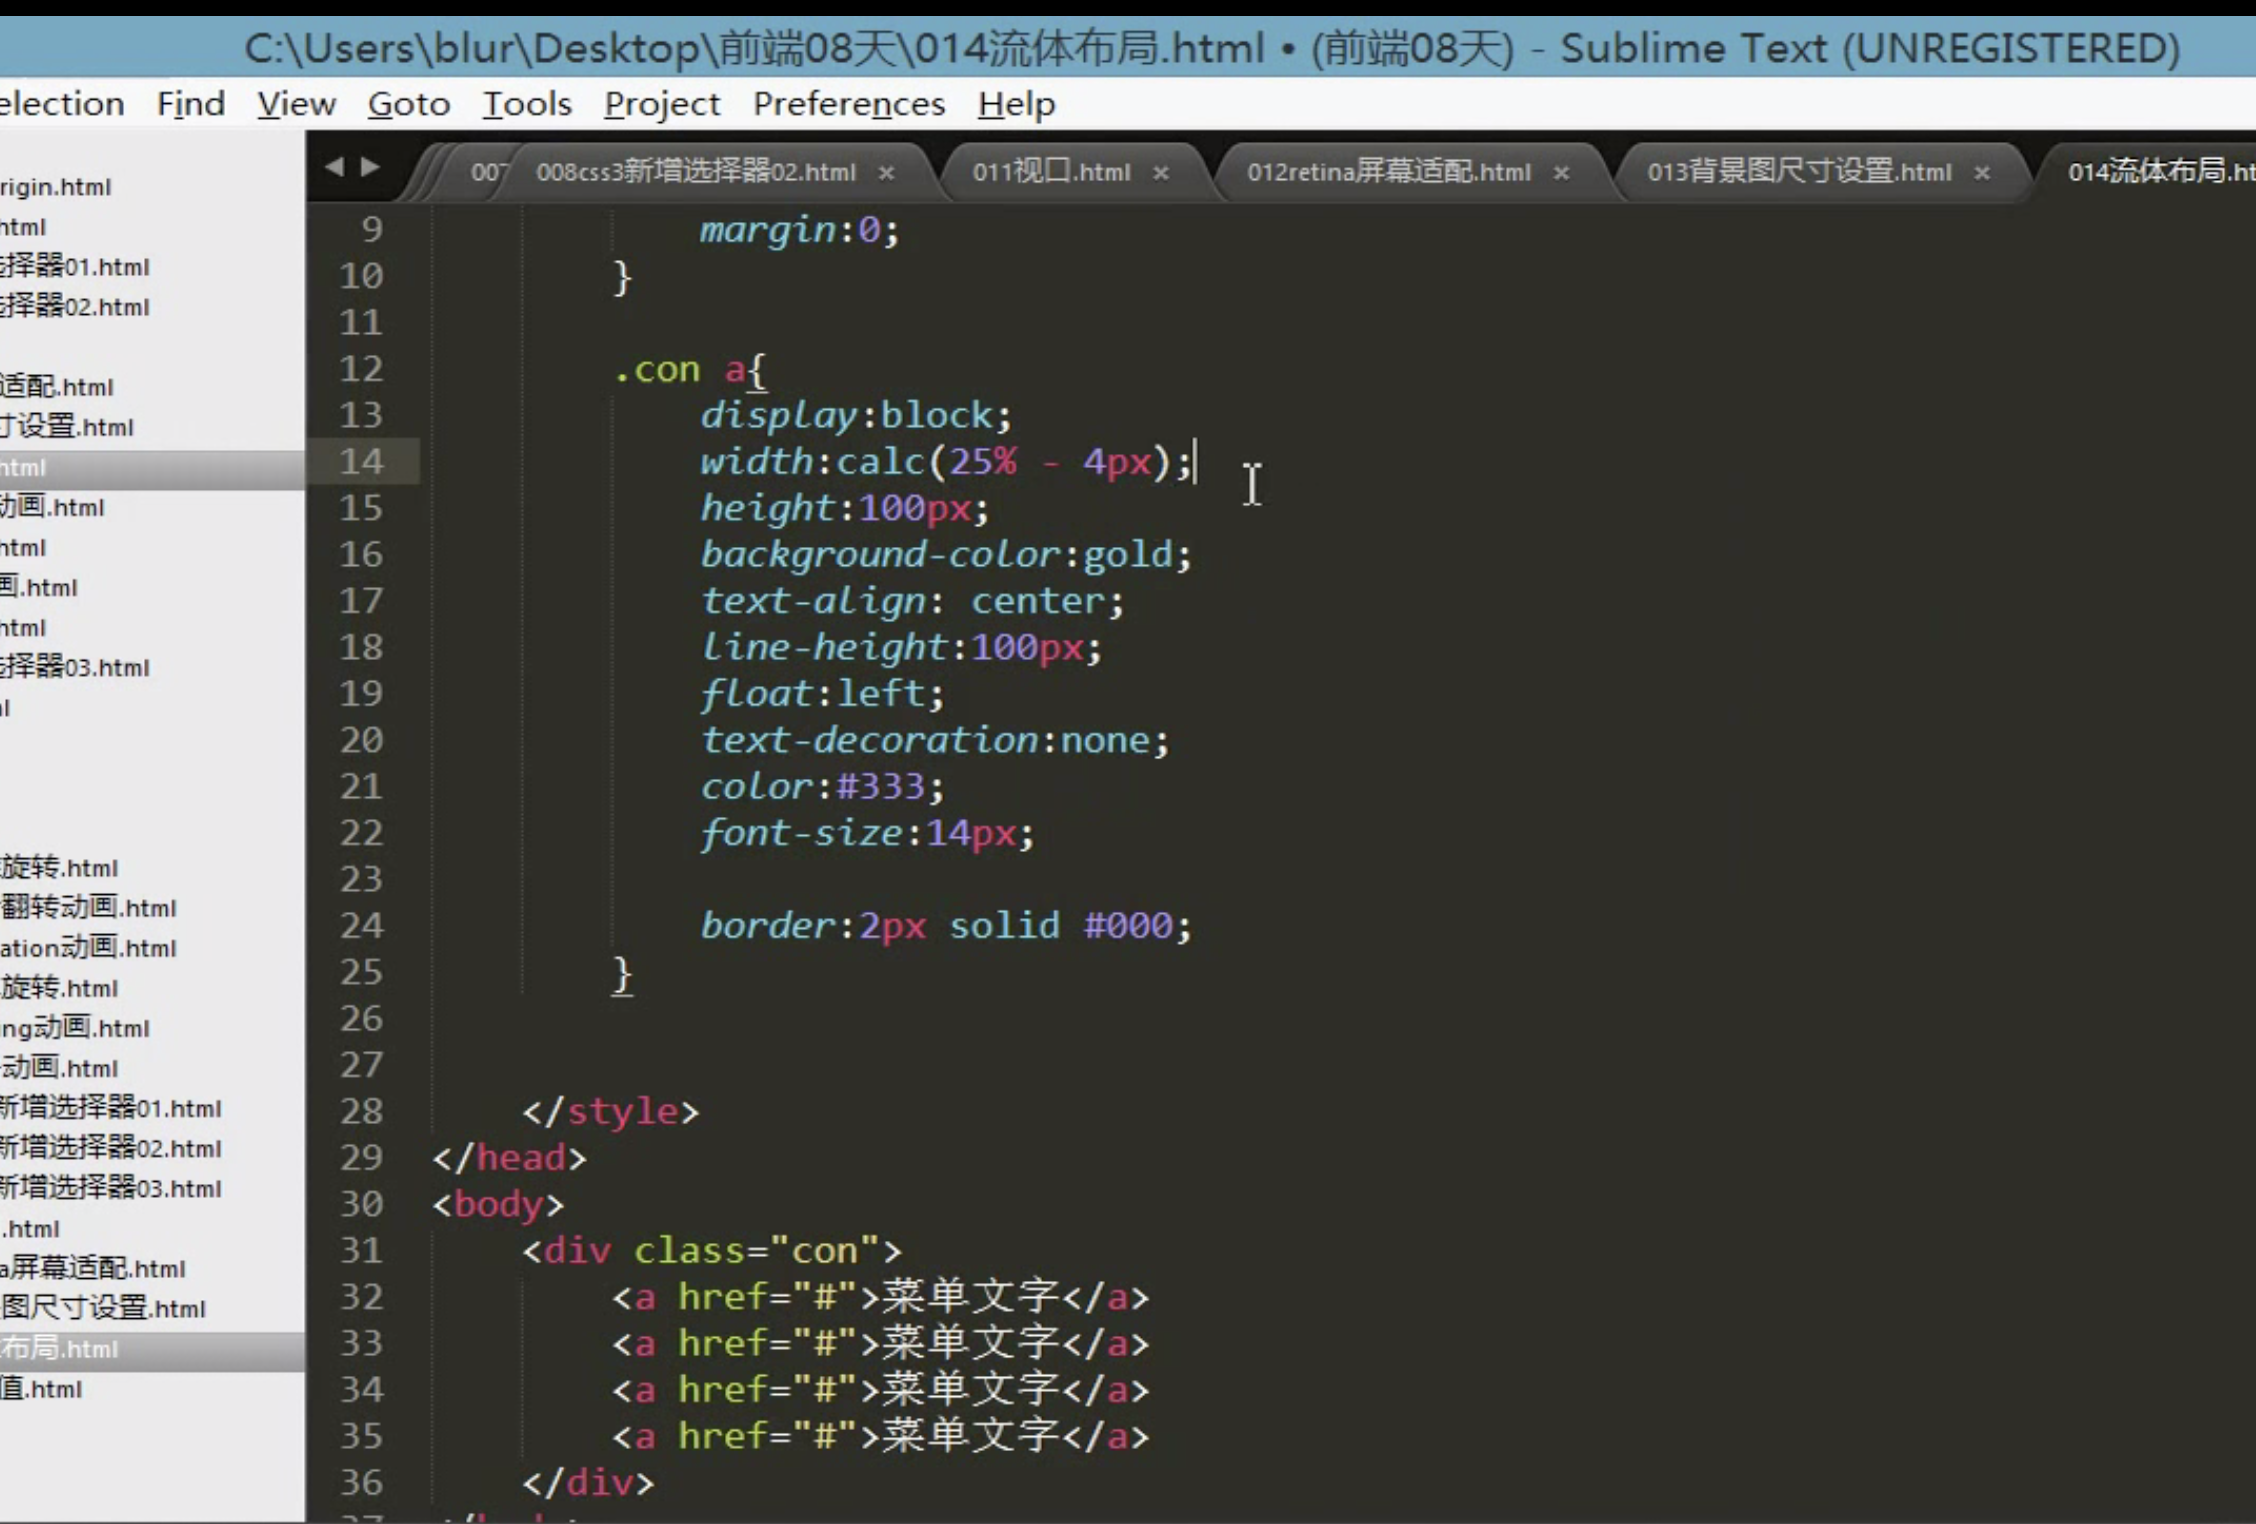 C:\Users\blur\Desktop\前端08天\014流体布局.html • (前端08天) - Sublime Text (UNREGISTERED)
election Find View Goto Tools Project Preferences Help
007 008css3新增选择器02.html × 011视口.html × 012retina屏幕适配.html × 013背景图尺寸设置.html × 014流体布局.ht
rigin.html
html
择器01.html
择器02.html
适配.html
寸设置.html
html
动画.html
html
画.html
html
择器03.html
l
旋转.html
翻转动画.html
ation动画.html
旋转.html
ng动画.html
动画.html
新增选择器01.html
新增选择器02.html
新增选择器03.html
.html
a屏幕适配.html
图尺寸设置.html
布局.html
值.html
9 margin:0;
10 }
11
12 .con a{
13 display:block;
14 width:calc(25% - 4px);
15 height:100px;
16 background-color:gold;
17 text-align: center;
18 line-height:100px;
19 float:left;
20 text-decoration:none;
21 color:#333;
22 font-size:14px;
23
24 border:2px solid #000;
25 }
26
27
28 </style>
29 </head>
30 <body>
31 <div class="con">
32 <a href="#">菜单文字</a>
33 <a href="#">菜单文字</a>
34 <a href="#">菜单文字</a>
35 <a href="#">菜单文字</a>
36 </div>